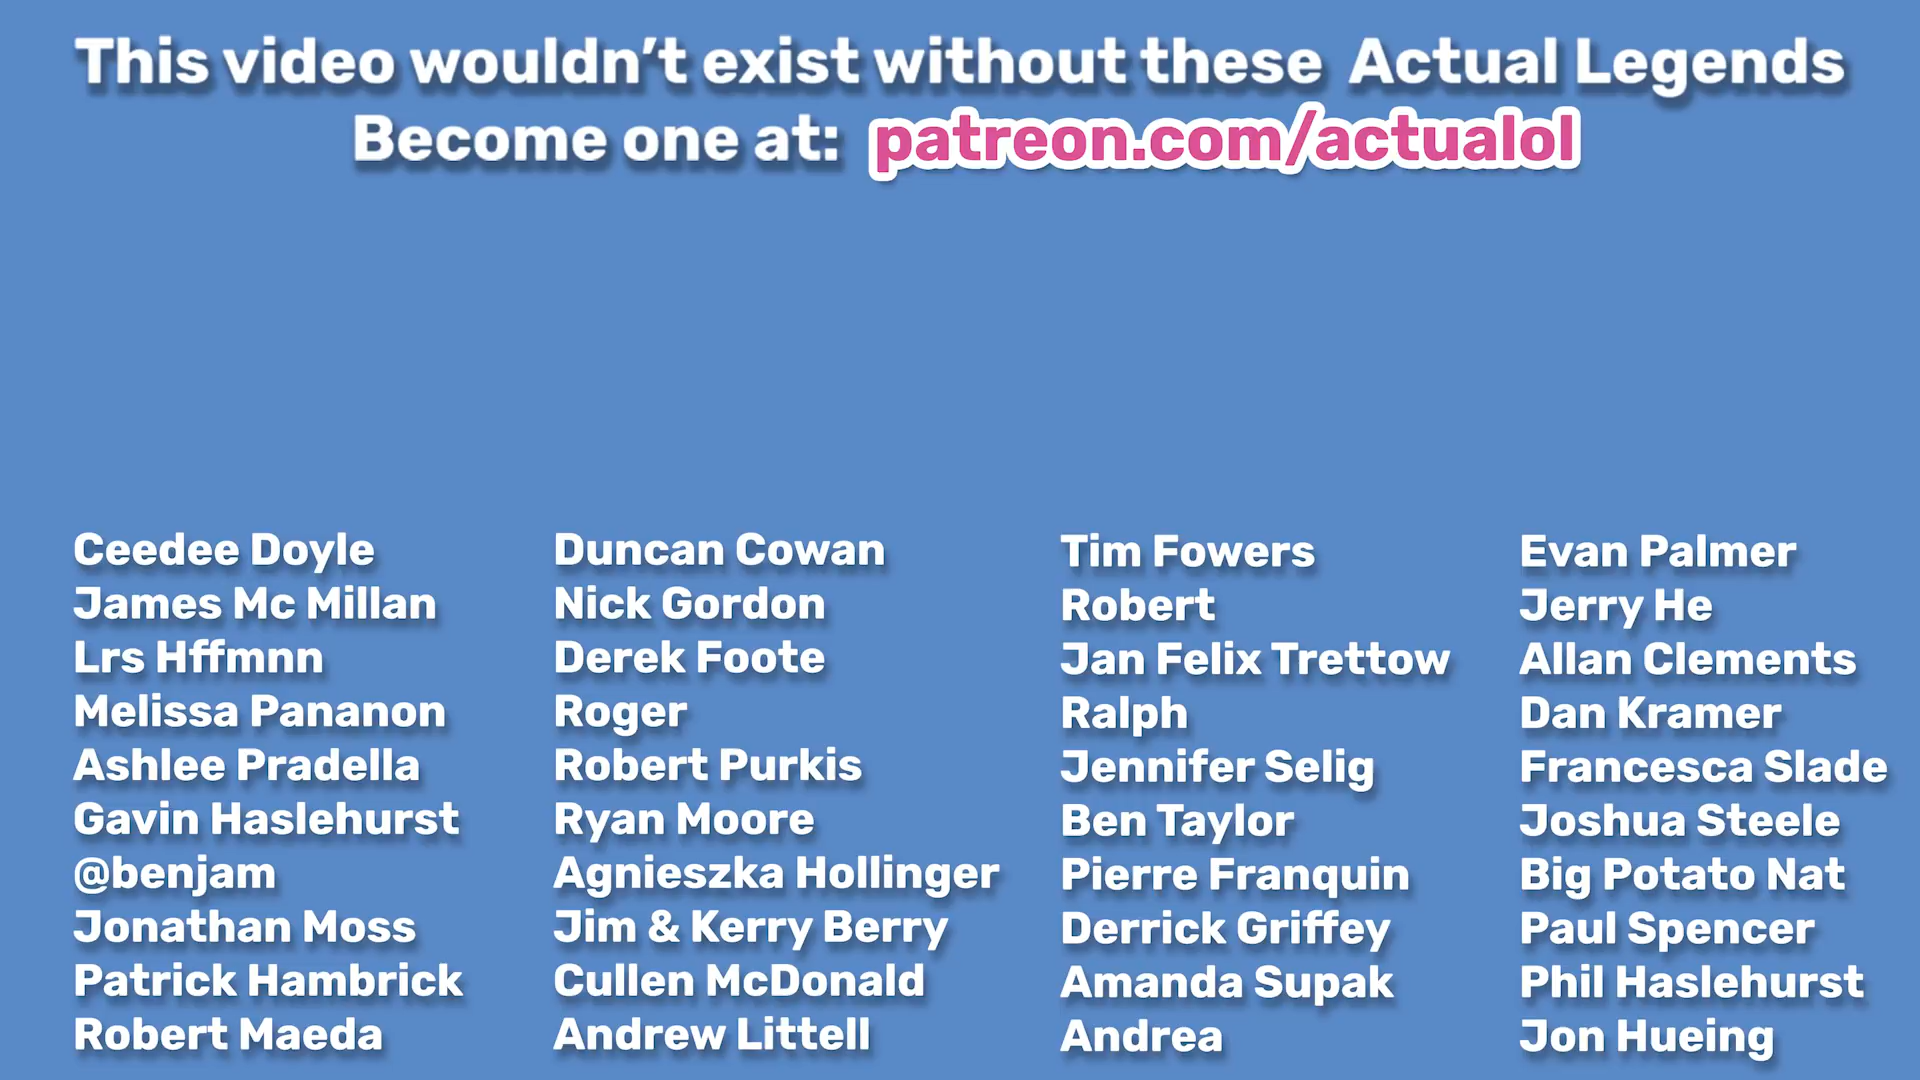 This video wouldn't exist without these Actual Legends
Become one at: patreon.com/actualol
Ceedee Doyle
James Mc Millan
Lrs Hffmnn
Melissa Pananon
Ashlee Pradella
Gavin Haslehurst
@benjam
Jonathan Moss
Patrick Hambrick
Robert Maeda
Duncan Cowan
Nick Gordon
Derek Foote
Roger
Robert Purkis
Ryan Moore
Agnieszka Hollinger
Jim & Kerry Berry
Cullen McDonald
Andrew Littell
Tim Fowers
Robert
Jan Felix Trettow
Ralph
Jennifer Selig
Ben Taylor
Pierre Franquin
Derrick Griffey
Amanda Supak
Andrea
Evan Palmer
Jerry He
Allan Clements
Dan Kramer
Francesca Slade
Joshua Steele
Big Potato Nat
Paul Spencer
Phil Haslehurst
Jon Hueing